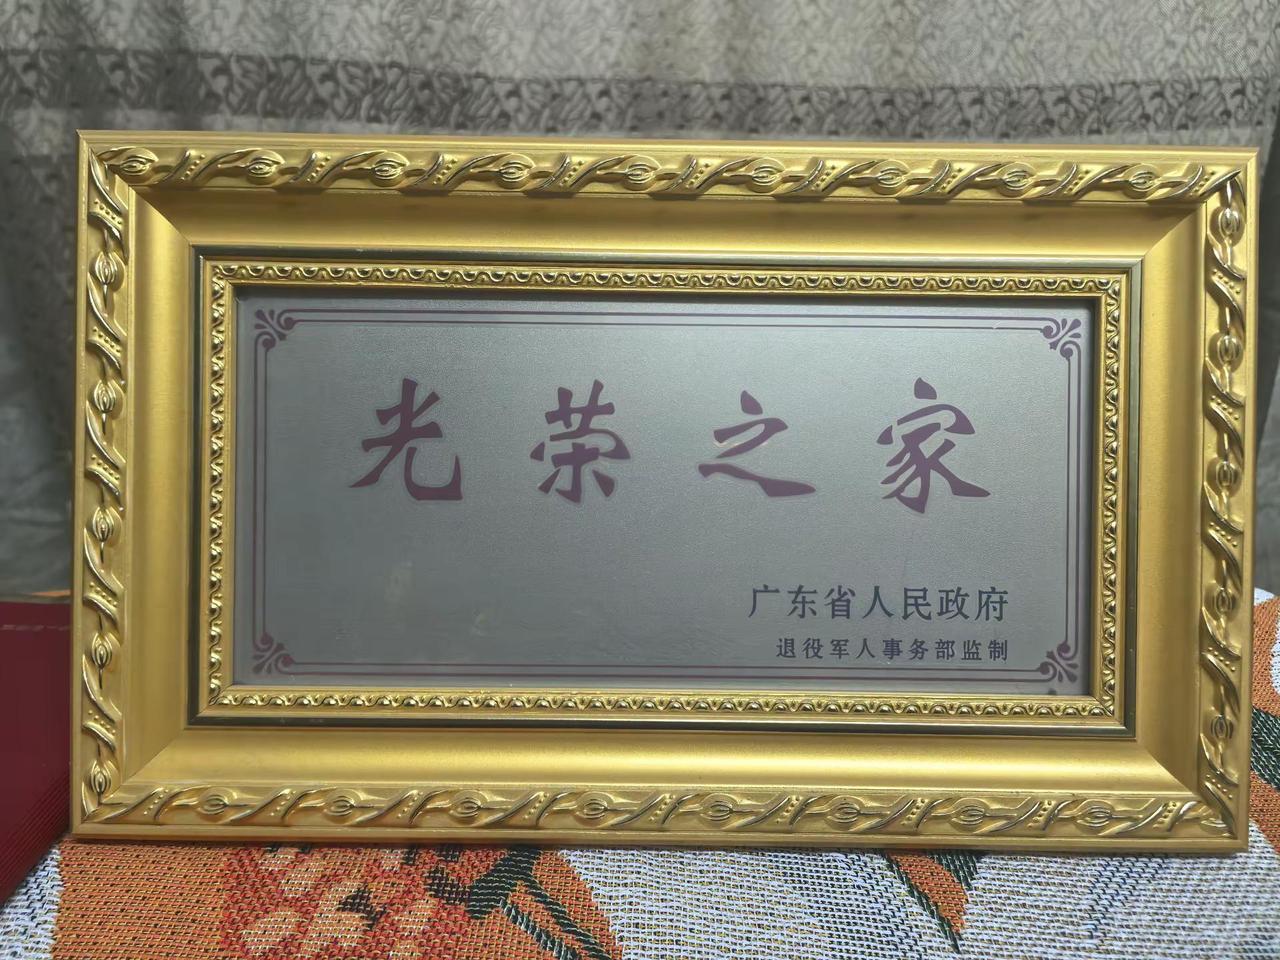 光荣之家
广东省人民政府
退役军人事务部监制